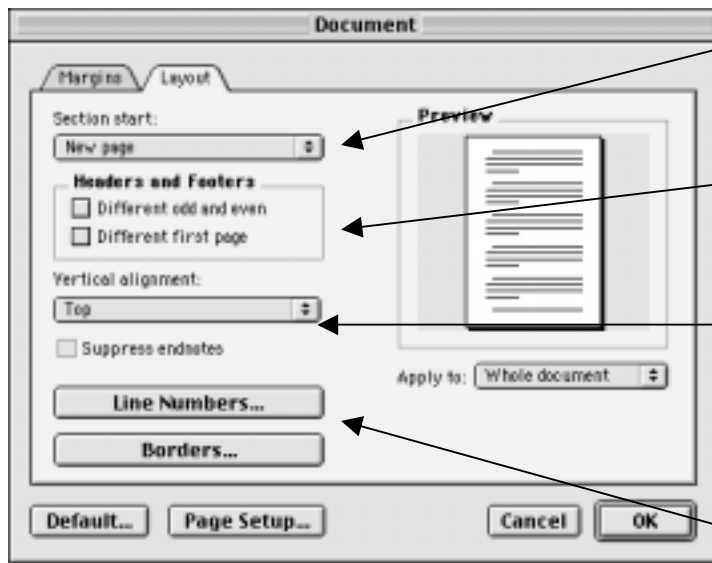 Document
Margins Layout
Section start:
New page
Headers and Footers
Different odd and even
Different first page
Vertical alignment:
Top
Suppress endnotes
Line Numbers...
Borders...
Preview
Apply to: Whole document
Default... Page Setup... Cancel OK